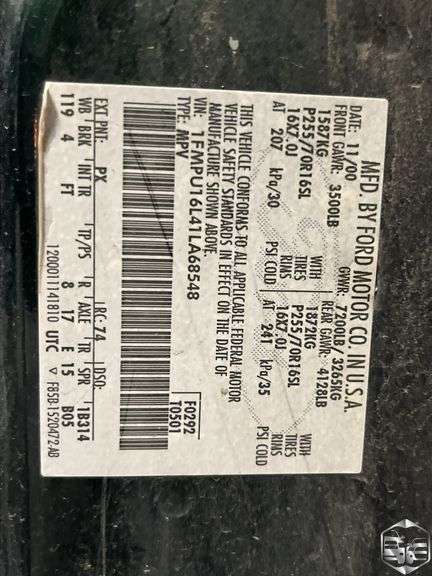 MFD. BY FORD MOTOR CO. IN U.S.A.
DATE: 11/00 GVWR: 7200LB/3265KG
FRONT GAWR: 3500LB REAR GAWR: 4128LB
1587KG WITH 1872KG WITH
P255/70R16SL TIRES P255/70R16SL TIRES
16X7.0J RIMS 16X7.0J RIMS
AT 207 kPa/30 PSI COLD AT 241 kPa/35 PSI COLD
THIS VEHICLE CONFORMS TO ALL APPLICABLE FEDERAL MOTOR
VEHICLE SAFETY STANDARDS IN EFFECT ON THE DATE OF
MANUFACTURE SHOWN ABOVE.
VIN: 1FMPU16L41LA68548
TYPE: MPV
F0292
T0501
EXT PNT: PX RC: 74 DSO:
WB BRK INT TR TP/PS R AXLE TR SPR 1B314
119 4 FT 8 17 E 15 B05
UTC F85B-1520472-AB